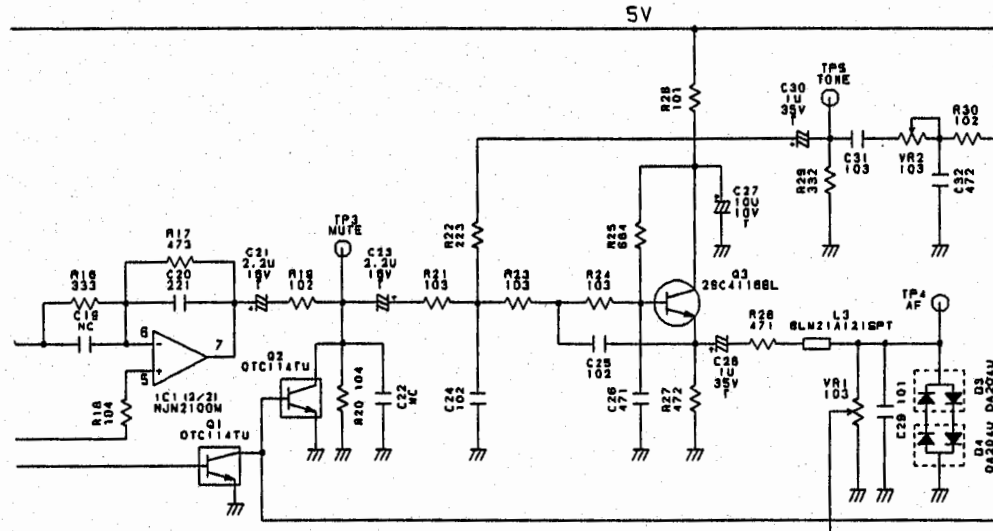 5V
R28
101
C30
1U
35V
T
TP5
TONE
R30
102
C31
103
VR2
103
R29
332
C32
472
C27
10U
10V
T
TP3
MUTE
R17
473
C20
221
R16
333
C19
NC
C21
2.2U
16V
T
R19
102
C23
2.2U
16V
T
R21
103
R22
223
R23
103
R24
103
R25
664
Q3
2SC4116BL
TP4
AF
6
5
7
IC1(2/2)
NJM2100M
R18
104
Q1
DTC114TU
Q2
DTC114TU
R20 104
C22
NC
C24
102
C25
102
C26
471
R27
472
C28
1U
35V
T
R26
471
L3
BLM21A121SPT
VR1
103
C29 101
D3
DA204U
D4
DA204U